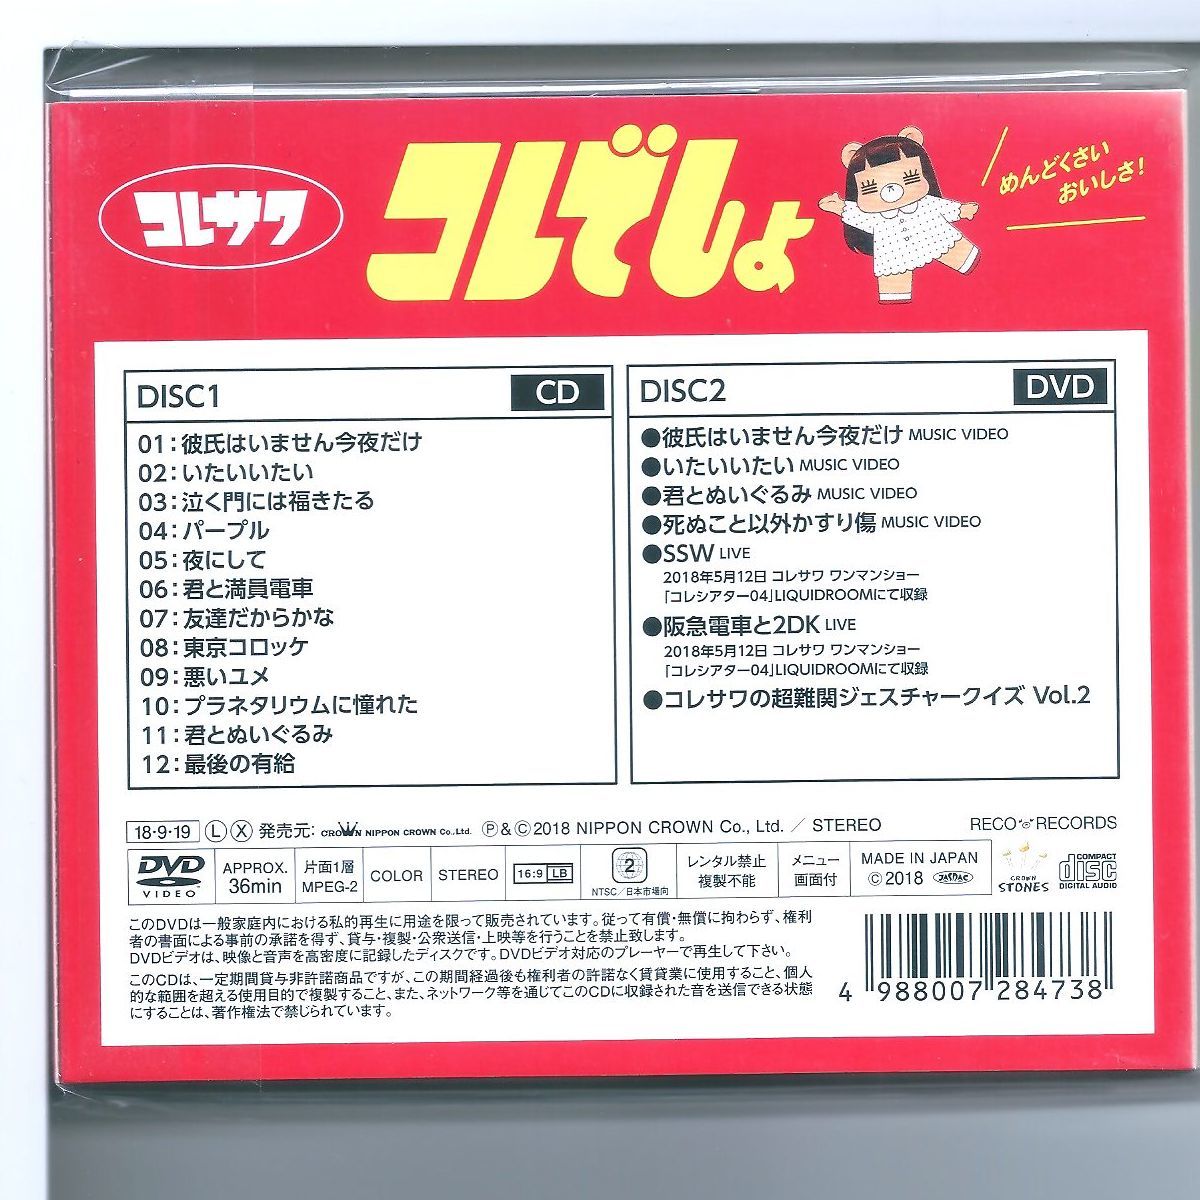 コレサワ
コレでしょ
めんどくさい
おいしさ!
DISC1 CD
01:彼氏はいません今夜だけ
02:いたいいたい
03:泣く門には福きたる
04:パープル
05:夜にして
06:君と満員電車
07:友達だからかな
08:東京コロッケ
09:悪いユメ
10:プラネタリウムに憧れた
11:君とぬいぐるみ
12:最後の有給
DISC2 DVD
●彼氏はいません今夜だけ MUSIC VIDEO
●いたいいたい MUSIC VIDEO
●君とぬいぐるみ MUSIC VIDEO
●死ぬこと以外かすり傷 MUSIC VIDEO
●SSW LIVE
2018年5月12日 コレサワ ワンマンショー
「コレシアター04」LIQUIDROOMにて収録
●阪急電車と2DK LIVE
2018年5月12日 コレサワ ワンマンショー
「コレシアター04」LIQUIDROOMにて収録
●コレサワの超難関ジェスチャークイズ Vol.2
18・9・19 Ⓛ Ⓧ 発売元: CROWN NIPPON CROWN Co., Ltd. Ⓟ&Ⓒ2018 NIPPON CROWN Co., Ltd. / STEREO RECO RECORDS
DVD VIDEO
APPROX. 36min
片面1層 MPEG-2
COLOR
STEREO
16:9 LB
2 NTSC/日本市場向
レンタル禁止 複製不能
メニュー画面付
MADE IN JAPAN Ⓒ2018 JASRAC
CROWN STONES
COMPACT disc DIGITAL AUDIO
このDVDは一般家庭内における私的再生に用途を限って販売されています。従って有償・無償に拘わらず、権利
者の書面による事前の承諾を得ず、貸与・複製・公衆送信・上映等を行うことを禁止致します。
DVDビデオは、映像と音声を高密度に記録したディスクです。DVDビデオ対応のプレーヤーで再生して下さい。
このCDは、一定期間貸与非許諾商品ですが、この期間経過後も権利者の許諾なく賃貸業に使用すること、個人
的な範囲を超える使用目的で複製すること、また、ネットワーク等を通じてこのCDに収録された音を送信できる状態
にすることは、著作権法で禁じられています。
4 988007 284738